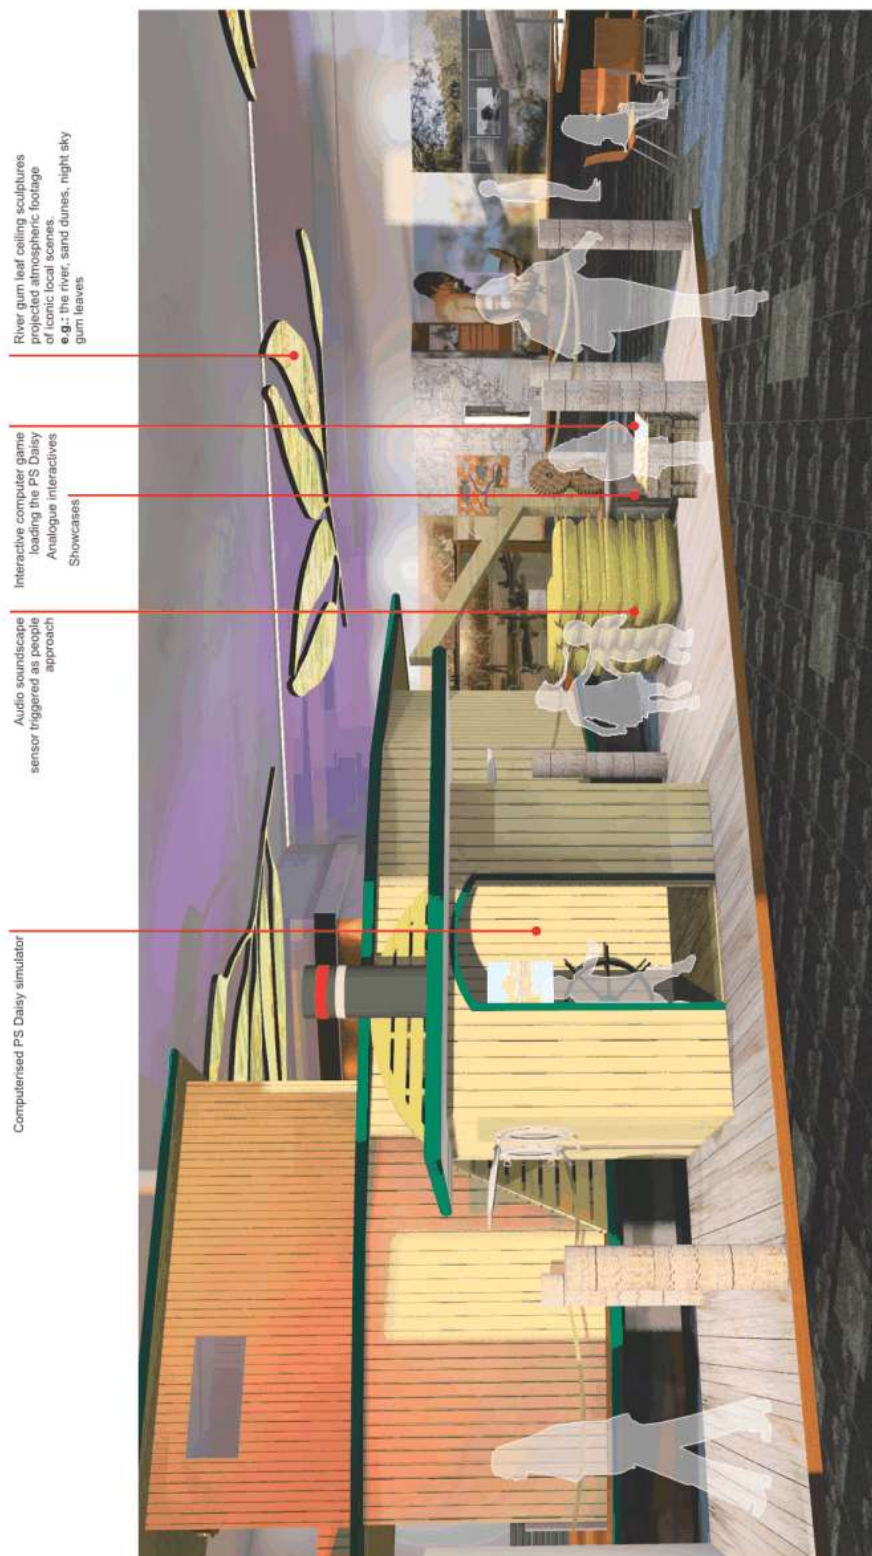 Computerised PS Daisy simulator
Audio soundscape
sensor triggered as people
approach
Interactive computer game
loading the PS Daisy
Analogue interactives
Showcases
River gum leaf ceiling sculptures
projected atmospheric footage
of iconic local scenes.
e.g.: the river, sand dunes, night sky
gum leaves